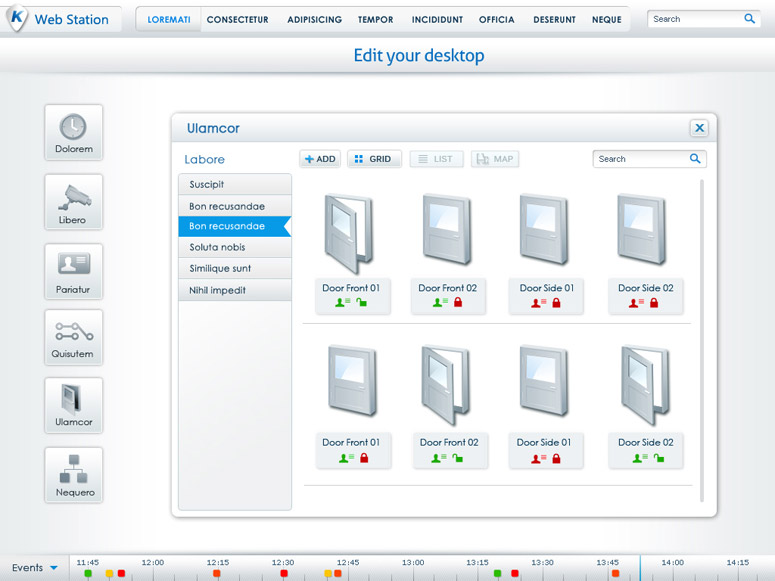 K Web Station
LOREMATI CONSECTETUR ADIPISICING TEMPOR INCIDIDUNT OFFICIA DESERUNT NEQUE
Search
Edit your desktop
Dolorem
Libero
Pariatur
Quisutem
Ulamcor
Nequero
Ulamcor
Labore
ADD GRID LIST MAP
Search
Suscipit
Bon recusandae
Bon recusandae
Soluta nobis
Similique sunt
Nihil impedit
Door Front 01 Door Front 02 Door Side 01 Door Side 02
Door Front 01 Door Front 02 Door Side 01 Door Side 02
Events
11:45 12:00 12:15 12:30 12:45 13:00 13:15 13:30 13:45 14:00 14:15